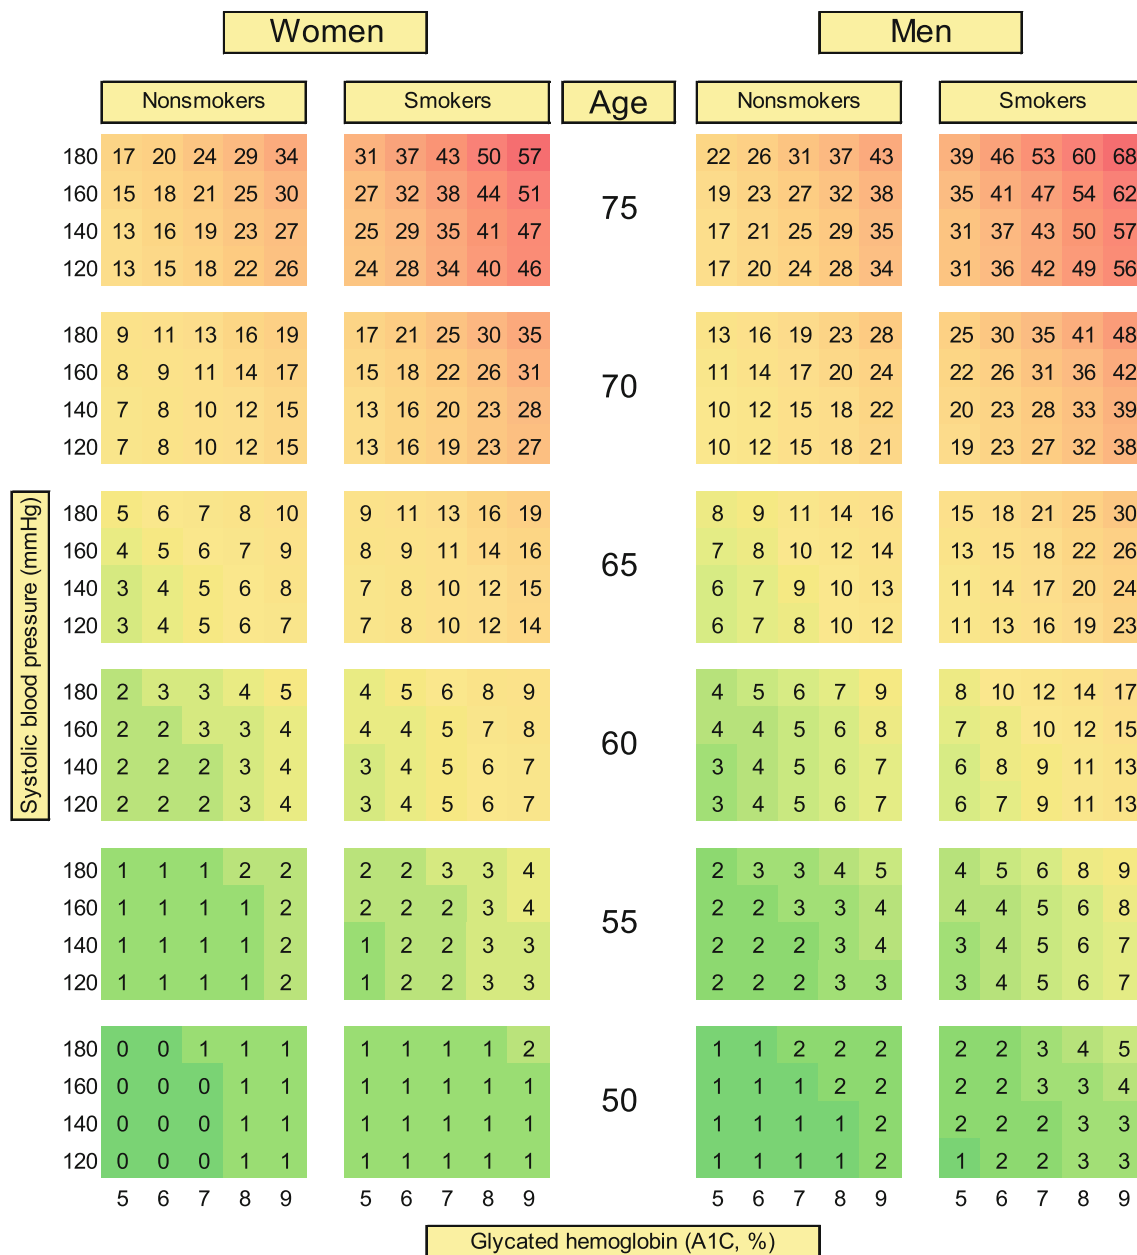 Women Men
Nonsmokers Smokers Age Nonsmokers Smokers
180 17 20 24 29 34 31 37 43 50 57 22 26 31 37 43 39 46 53 60 68
160 15 18 21 25 30 27 32 38 44 51 19 23 27 32 38 35 41 47 54 62
75
140 13 16 19 23 27 25 29 35 41 47 17 21 25 29 35 31 37 43 50 57
120 13 15 18 22 26 24 28 34 40 46 17 20 24 28 34 31 36 42 49 56
180 9 11 13 16 19 17 21 25 30 35 13 16 19 23 28 25 30 35 41 48
160 8 9 11 14 17 15 18 22 26 31 11 14 17 20 24 22 26 31 36 42
70
140 7 8 10 12 15 13 16 20 23 28 10 12 15 18 22 20 23 28 33 39
120 7 8 10 12 15 13 16 19 23 27 10 12 15 18 21 19 23 27 32 38
180 5 6 7 8 10 9 11 13 16 19 8 9 11 14 16 15 18 21 25 30
160 4 5 6 7 9 8 9 11 14 16 7 8 10 12 14 13 15 18 22 26
65
140 3 4 5 6 8 7 8 10 12 15 6 7 9 10 13 11 14 17 20 24
120 3 4 5 6 7 7 8 10 12 14 6 7 8 10 12 11 13 16 19 23
Systolic blood pressure (mmHg)
180 2 3 3 4 5 4 5 6 8 9 4 5 6 7 9 8 10 12 14 17
160 2 2 3 3 4 4 4 5 7 8 4 4 5 6 8 7 8 10 12 15
60
140 2 2 2 3 4 3 4 5 6 7 3 4 5 6 7 6 8 9 11 13
120 2 2 2 3 4 3 4 5 6 7 3 4 5 6 7 6 7 9 11 13
180 1 1 1 2 2 2 2 3 3 4 2 3 3 4 5 4 5 6 8 9
160 1 1 1 1 2 2 2 2 3 4 2 2 3 3 4 4 4 5 6 8
55
140 1 1 1 1 2 1 2 2 3 3 2 2 2 3 4 3 4 5 6 7
120 1 1 1 1 2 1 2 2 3 3 2 2 2 3 3 3 4 5 6 7
180 0 0 1 1 1 1 1 1 1 2 1 1 2 2 2 2 2 3 4 5
160 0 0 0 1 1 1 1 1 1 1 1 1 1 2 2 2 2 3 3 4
50
140 0 0 0 1 1 1 1 1 1 1 1 1 1 1 2 2 2 2 3 3
120 0 0 0 1 1 1 1 1 1 1 1 1 1 1 2 1 2 2 3 3
5 6 7 8 9 5 6 7 8 9 5 6 7 8 9 5 6 7 8 9
Glycated hemoglobin (A1C, %)